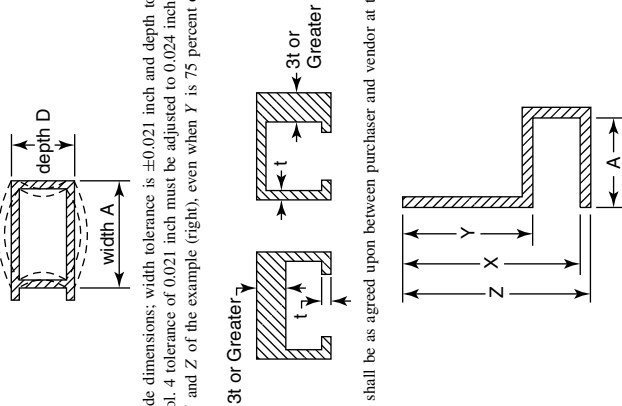 depth D
width A
de dimensions; width tolerance is ±0.021 inch and depth to
ol. 4 tolerance of 0.021 inch must be adjusted to 0.024 inch
and Z of the example (right), even when Y is 75 percent
3t or Greater
t
t
3t or
Greater
shall be as agreed upon between purchaser and vendor at t
Y
X
Z
A